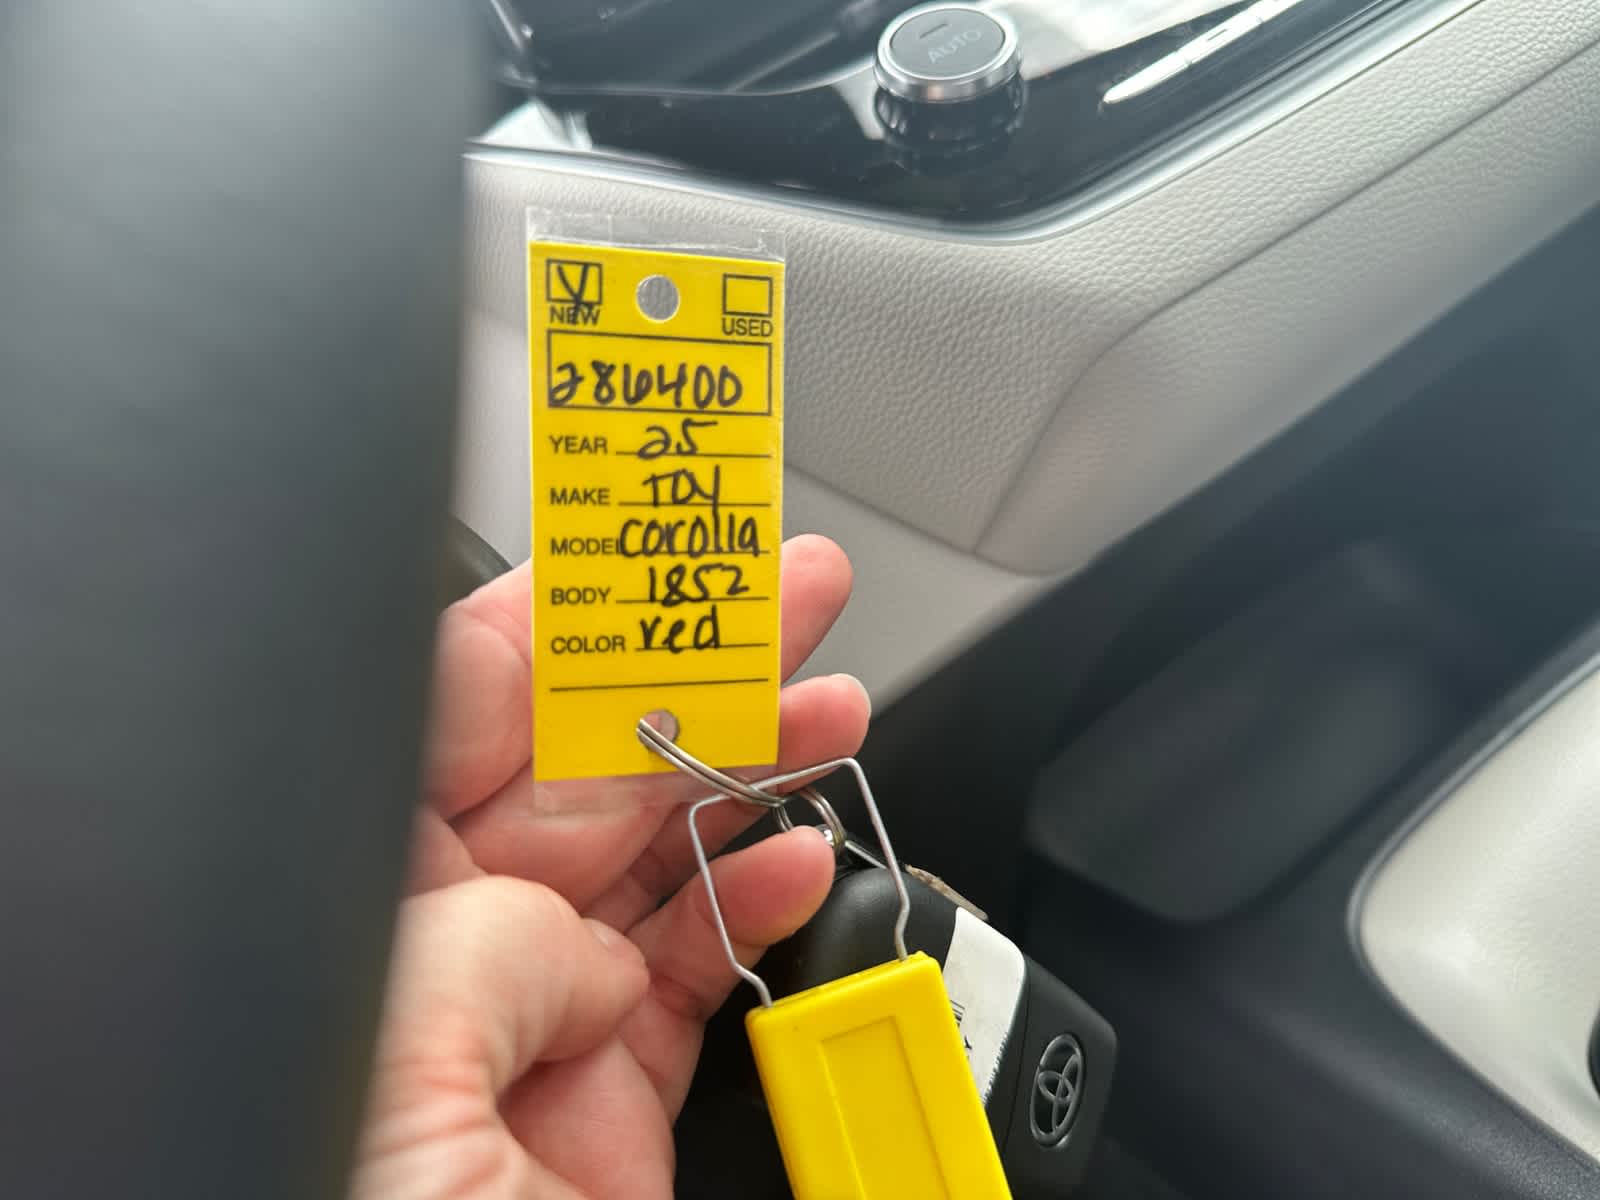 AUTO
NEW USED
286400
YEAR 25
MAKE TOY
MODEL corolla
BODY 1852
COLOR red